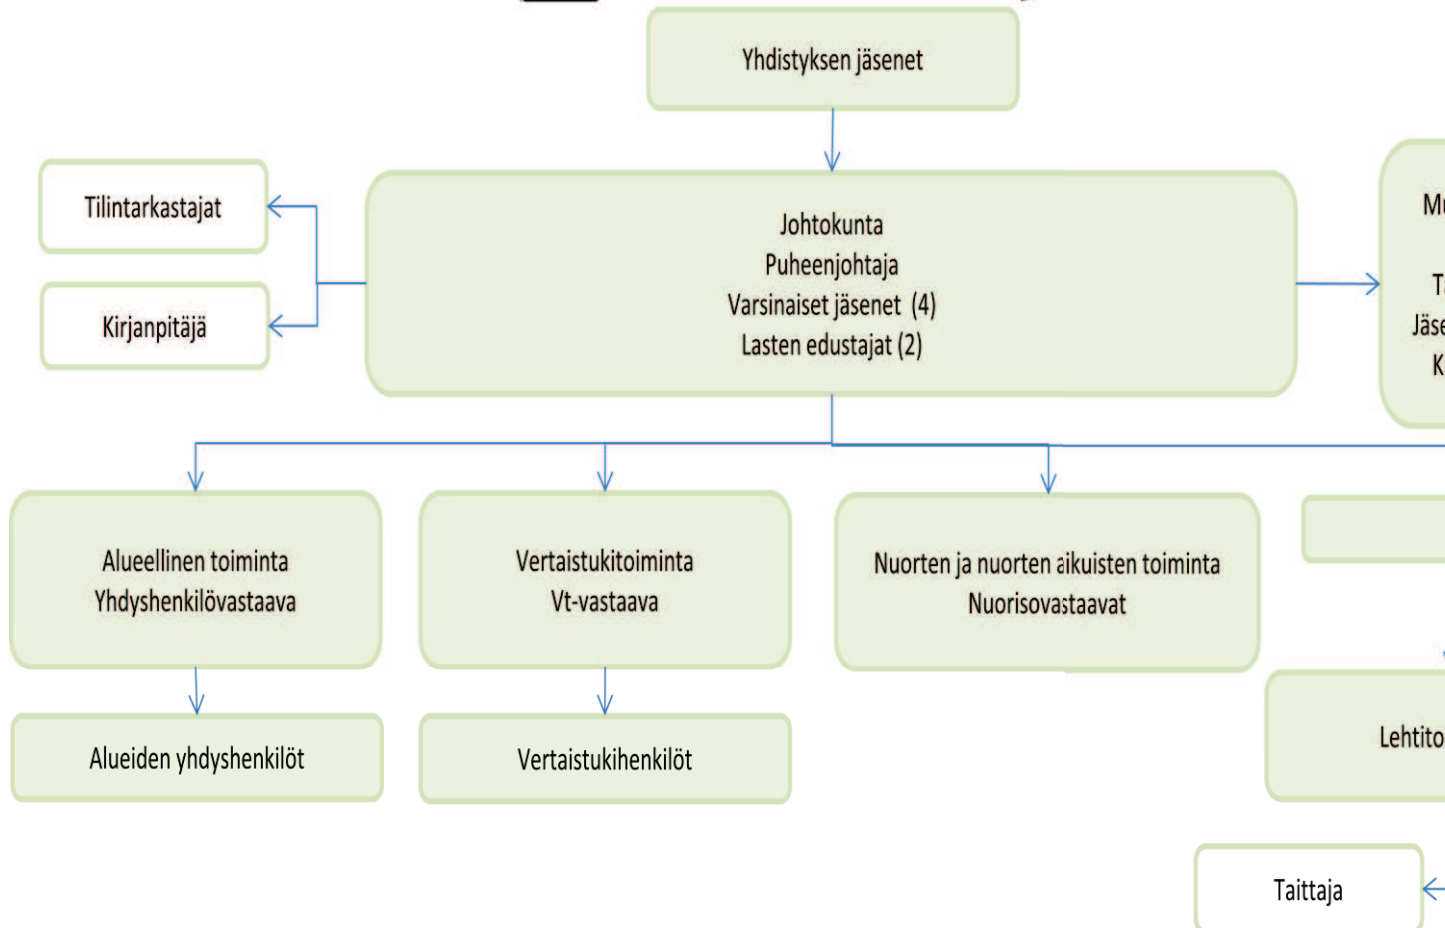 Yhdistyksen jäsenet
Tilintarkastajat
Kirjanpitäjä
Johtokunta
Puheenjohtaja
Varsinaiset jäsenet (4)
Lasten edustajat (2)
Alueellinen toiminta
Yhdyshenkilövastaava
Vertaistukitoiminta
Vt-vastaava
Nuorten ja nuorten aikuisten toiminta
Nuorisovastaavat
Alueiden yhdyshenkilöt
Vertaistukihenkilöt
Lehtito
Taittaja